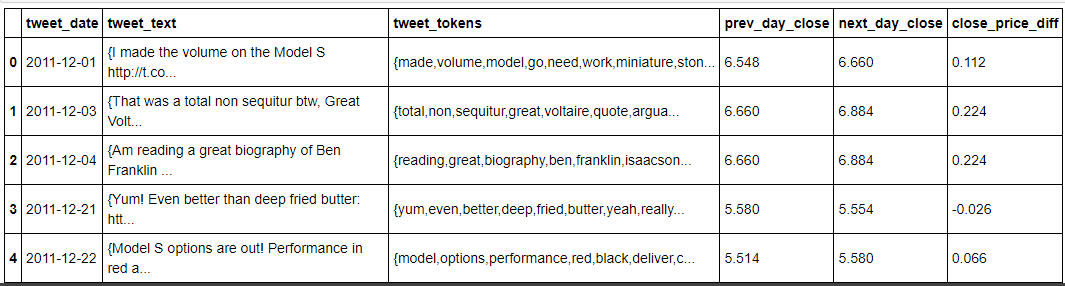 tweet_date tweet_text tweet_tokens prev_day_close next_day_close close_price_diff
0 2011-12-01 {I made the volume on the Model S
http://t.co... {made,volume,model,go,need,work,miniature,ston... 6.548 6.660 0.112
1 2011-12-03 {That was a total non sequitur btw, Great
Volt... {total,non,sequitur,great,voltaire,quote,argua... 6.660 6.884 0.224
2 2011-12-04 {Am reading a great biography of Ben
Franklin ... {reading,great,biography,ben,franklin,isaacson... 6.660 6.884 0.224
3 2011-12-21 {Yum! Even better than deep fried butter:
htt... {yum,even,better,deep,fried,butter,yeah,really... 5.580 5.554 -0.026
4 2011-12-22 {Model S options are out! Performance in
red a... {model,options,performance,red,black,deliver,c... 5.514 5.580 0.066